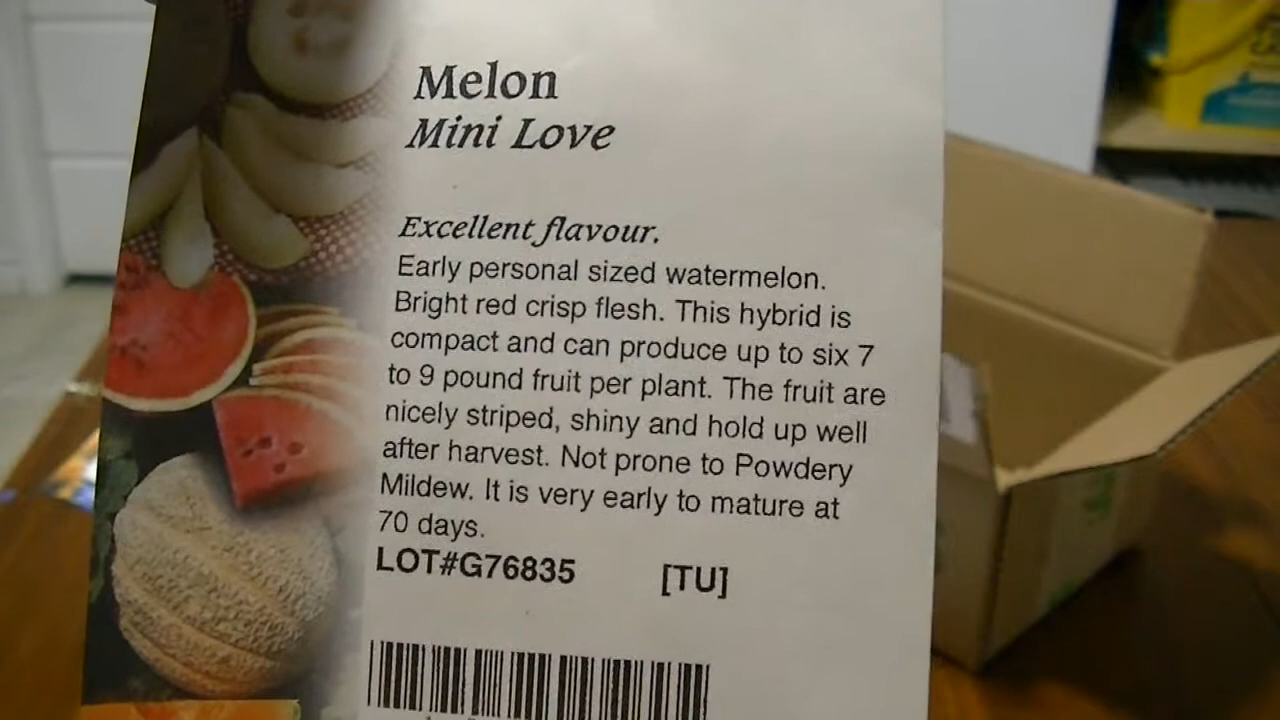 Melon
Mini Love
Excellent flavour.
Early personal sized watermelon.
Bright red crisp flesh. This hybrid is
compact and can produce up to six 7
to 9 pound fruit per plant. The fruit are
nicely striped, shiny and hold up well
after harvest. Not prone to Powdery
Mildew. It is very early to mature at
70 days.
LOT#G76835 [TU]